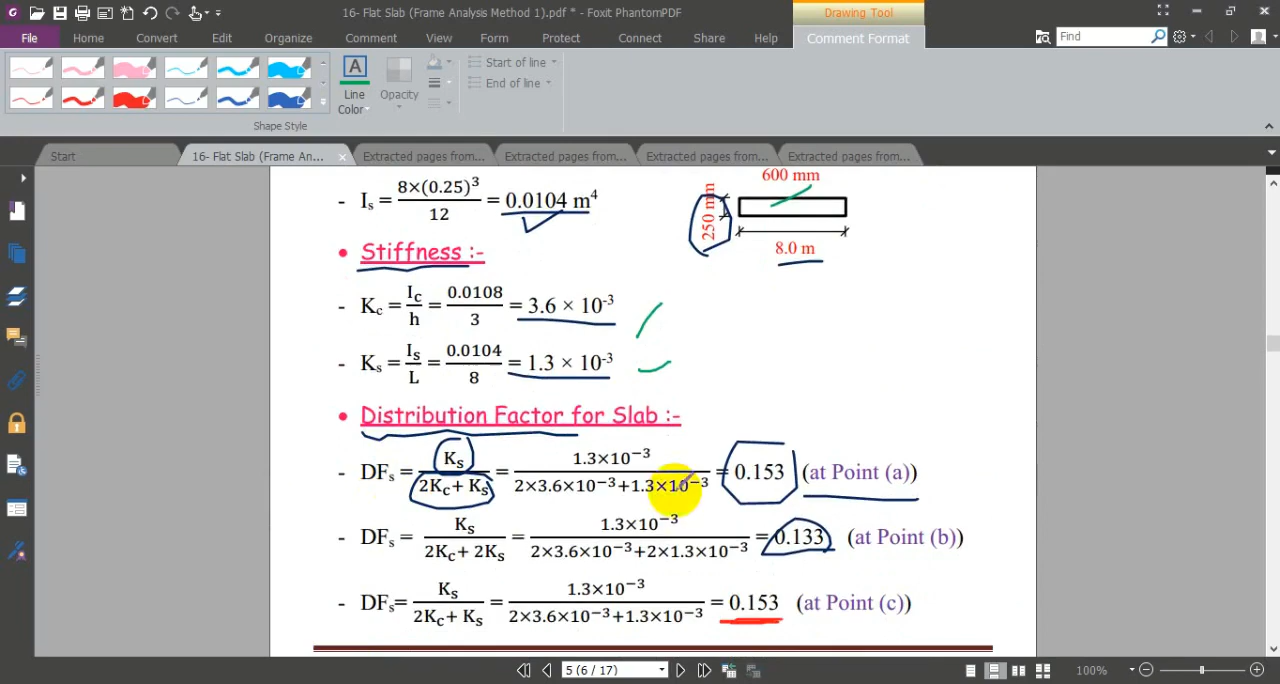 16- Flat Slab (Frame Analysis Method 1).pdf * - Foxit PhantomPDF
Drawing Tool
File Home Convert Edit Organize Comment View Form Protect Connect Share Help Comment Format Find
A
Line Color
Opacity
Start of line
End of line
Shape Style
Start
16- Flat Slab (Frame An...
Extracted pages from...
Extracted pages from...
Extracted pages from...
Extracted pages from...
600 mm
- Is = 8×(0.25)³ / 12 = 0.0104 m⁴
250 mm
8.0 m
• Stiffness :-
- Kc = Ic / h = 0.0108 / 3 = 3.6 × 10⁻³
- Ks = Is / L = 0.0104 / 8 = 1.3 × 10⁻³
• Distribution Factor for Slab :-
- DFs = Ks / 2Kc+ Ks = 1.3×10⁻³ / 2×3.6×10⁻³+1.3×10⁻³ = 0.153 (at Point (a))
- DFs = Ks / 2Kc+ 2Ks = 1.3×10⁻³ / 2×3.6×10⁻³+2×1.3×10⁻³ = 0.133 (at Point (b))
- DFs= Ks / 2Kc+ Ks = 1.3×10⁻³ / 2×3.6×10⁻³+1.3×10⁻³ = 0.153 (at Point (c))
5 (6 / 17)
100%